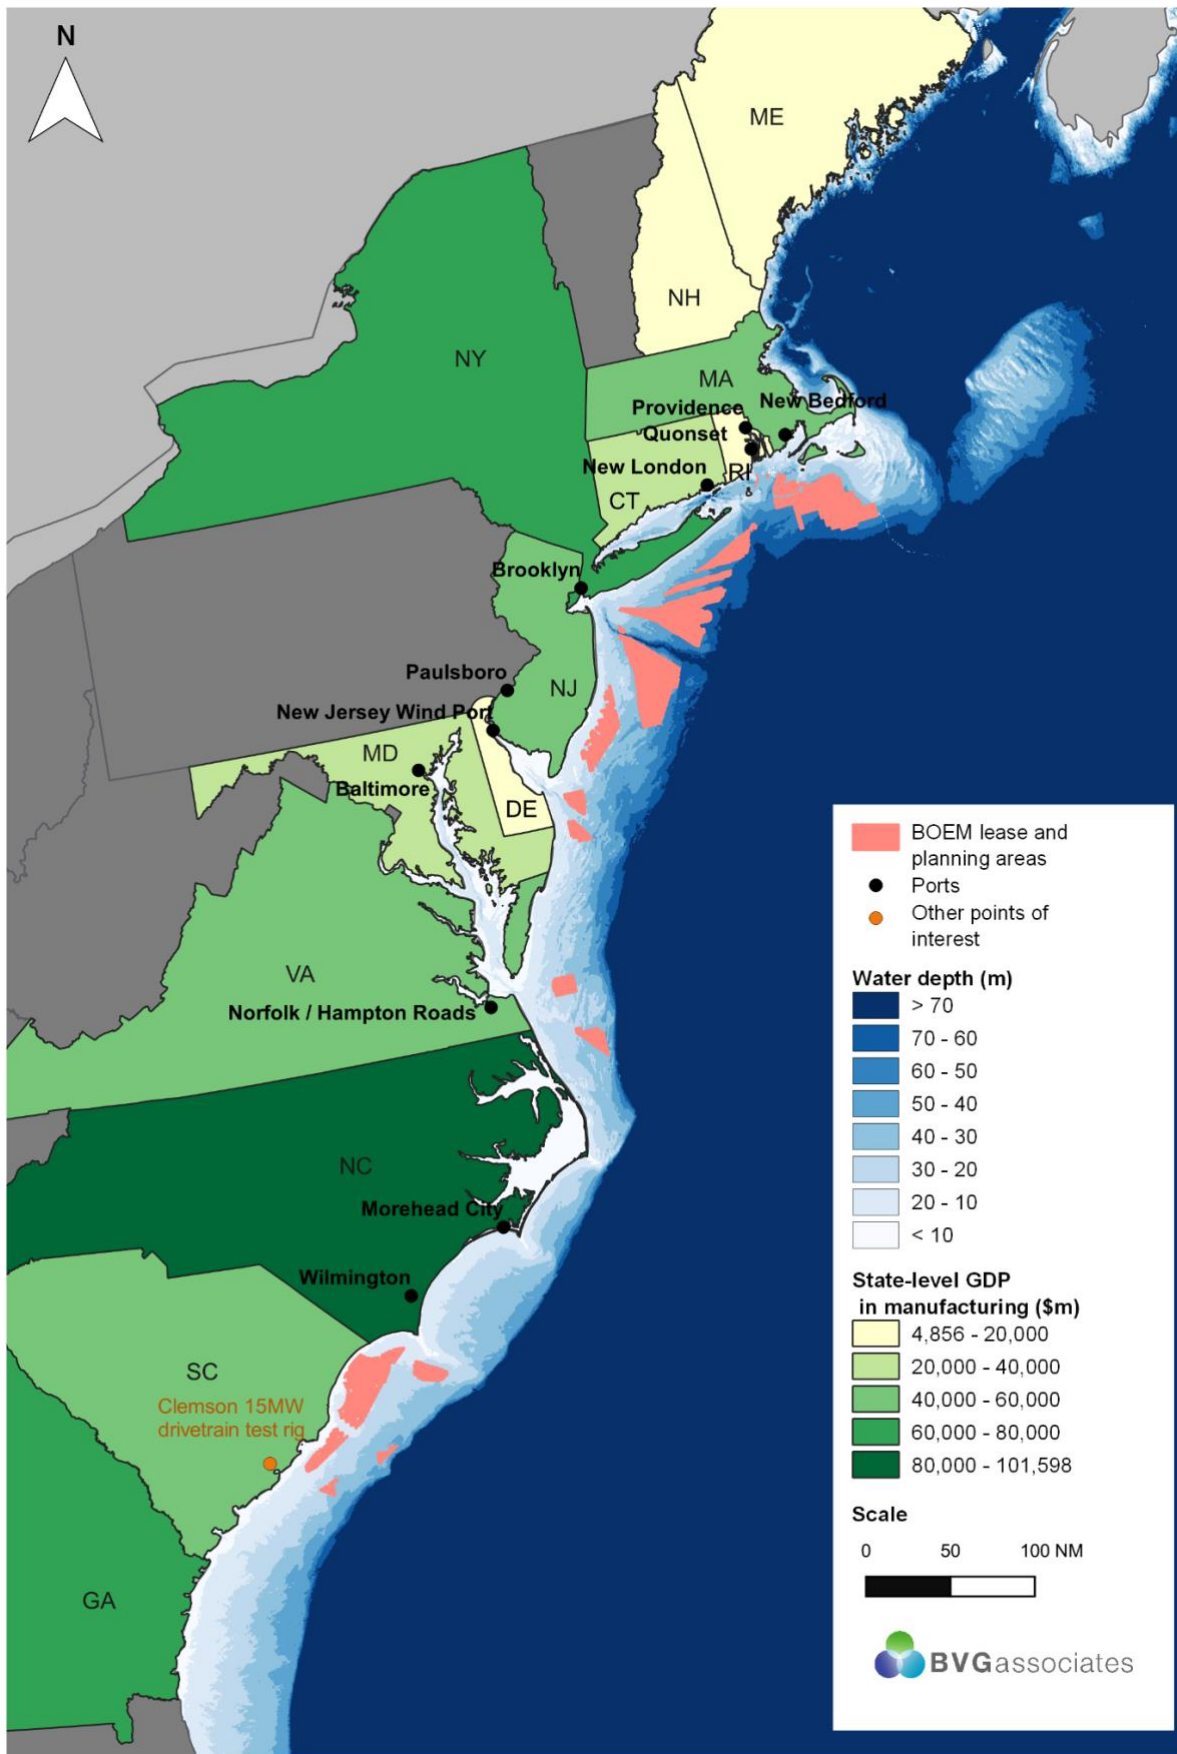 N
ME
NH
NY
MA
Providence
New Bedford
Quonset
New London
RI
CT
Brooklyn
Paulsboro
NJ
New Jersey Wind Port
MD
Baltimore
DE
VA
Norfolk / Hampton Roads
NC
Morehead City
Wilmington
SC
Clemson 15MW
drivetrain test rig
GA
BOEM lease and
planning areas
Ports
Other points of
interest
Water depth (m)
> 70
70 - 60
60 - 50
50 - 40
40 - 30
30 - 20
20 - 10
< 10
State-level GDP
in manufacturing ($m)
4,856 - 20,000
20,000 - 40,000
40,000 - 60,000
60,000 - 80,000
80,000 - 101,598
Scale
0 50 100 NM
BVGassociates